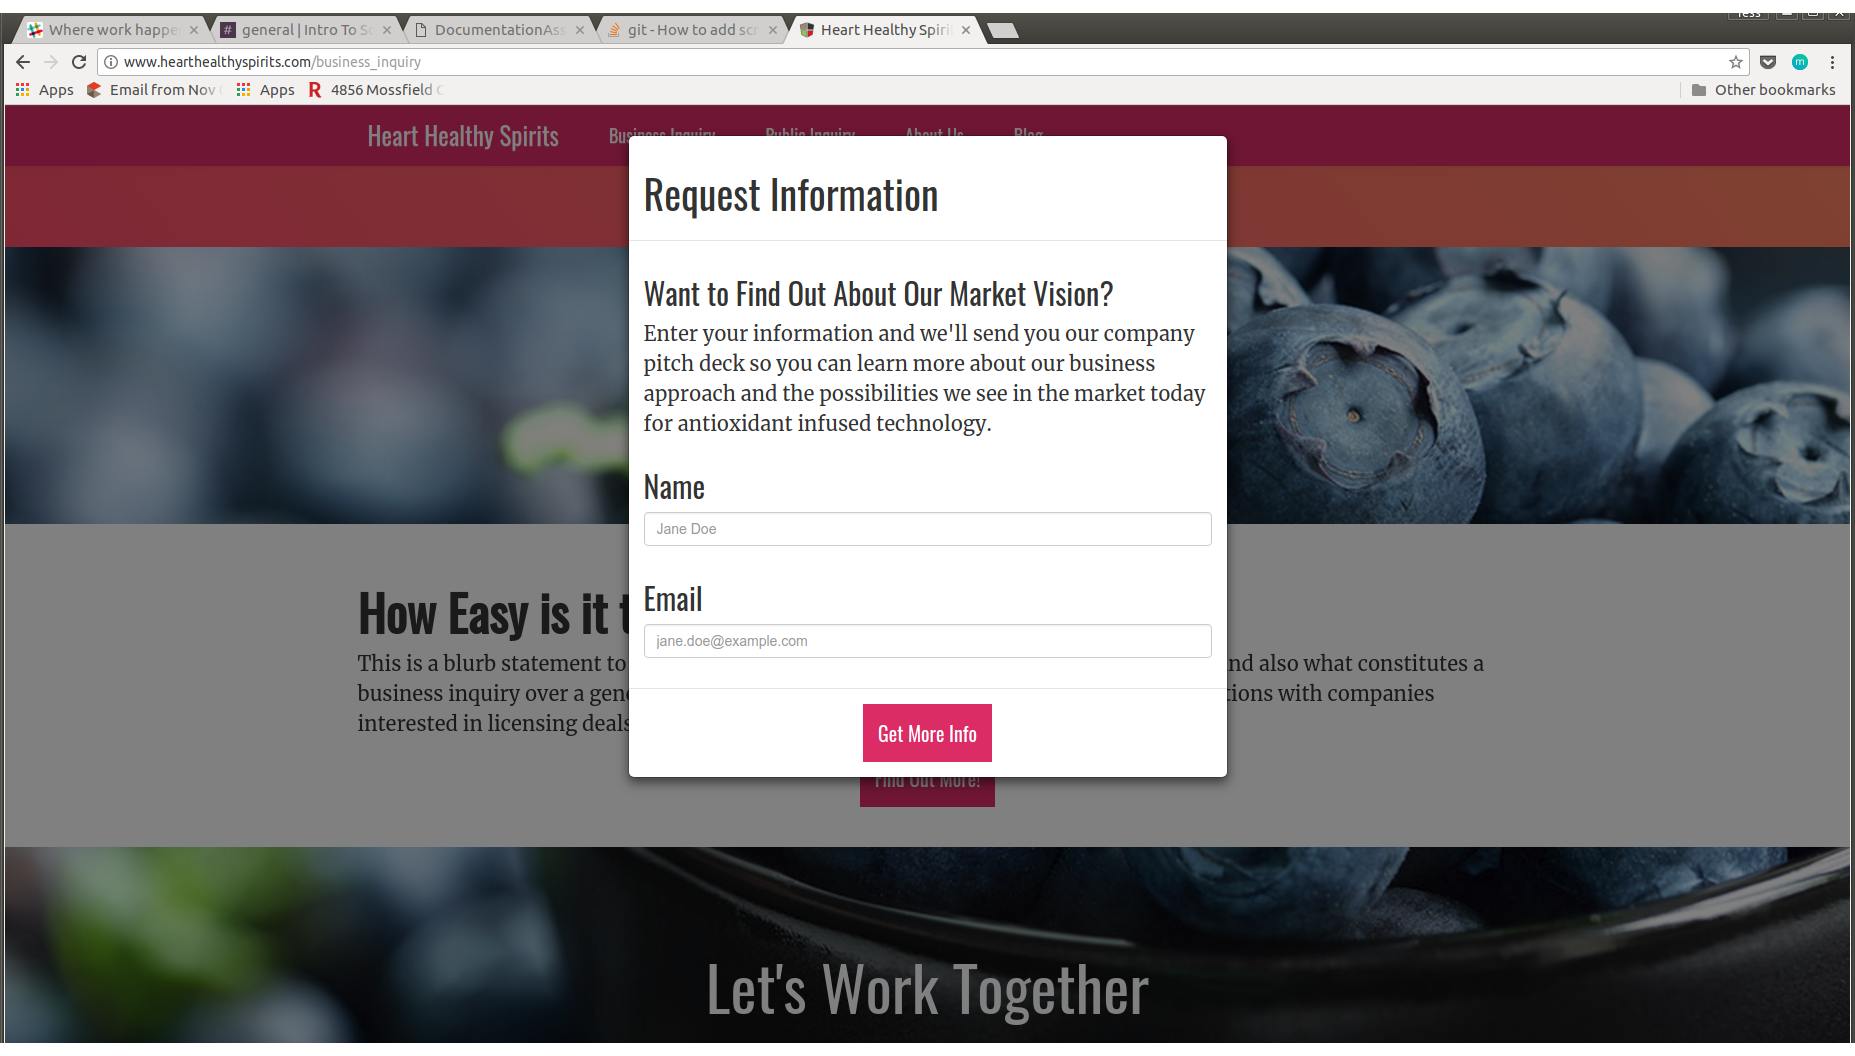 Tess
Where work happe
# general | Intro To Sc
DocumentationAss
git - How to add scr
Heart Healthy Spiri
www.hearthealthyspirits.com/business_inquiry
m
Apps
Email from Nov
Apps
R 4856 Mossfield C
Other bookmarks
Heart Healthy Spirits
Business Inquiry
Public Inquiry
About Us
Blog
Request Information
Want to Find Out About Our Market Vision?
Enter your information and we'll send you our company
pitch deck so you can learn more about our business
approach and the possibilities we see in the market today
for antioxidant infused technology.
Name
Jane Doe
Email
jane.doe@example.com
Get More Info
How Easy is it t
This is a blurb statement to nd also what constitutes a
business inquiry over a gene tions with companies
interested in licensing deals
Find Out More!
Let's Work Together